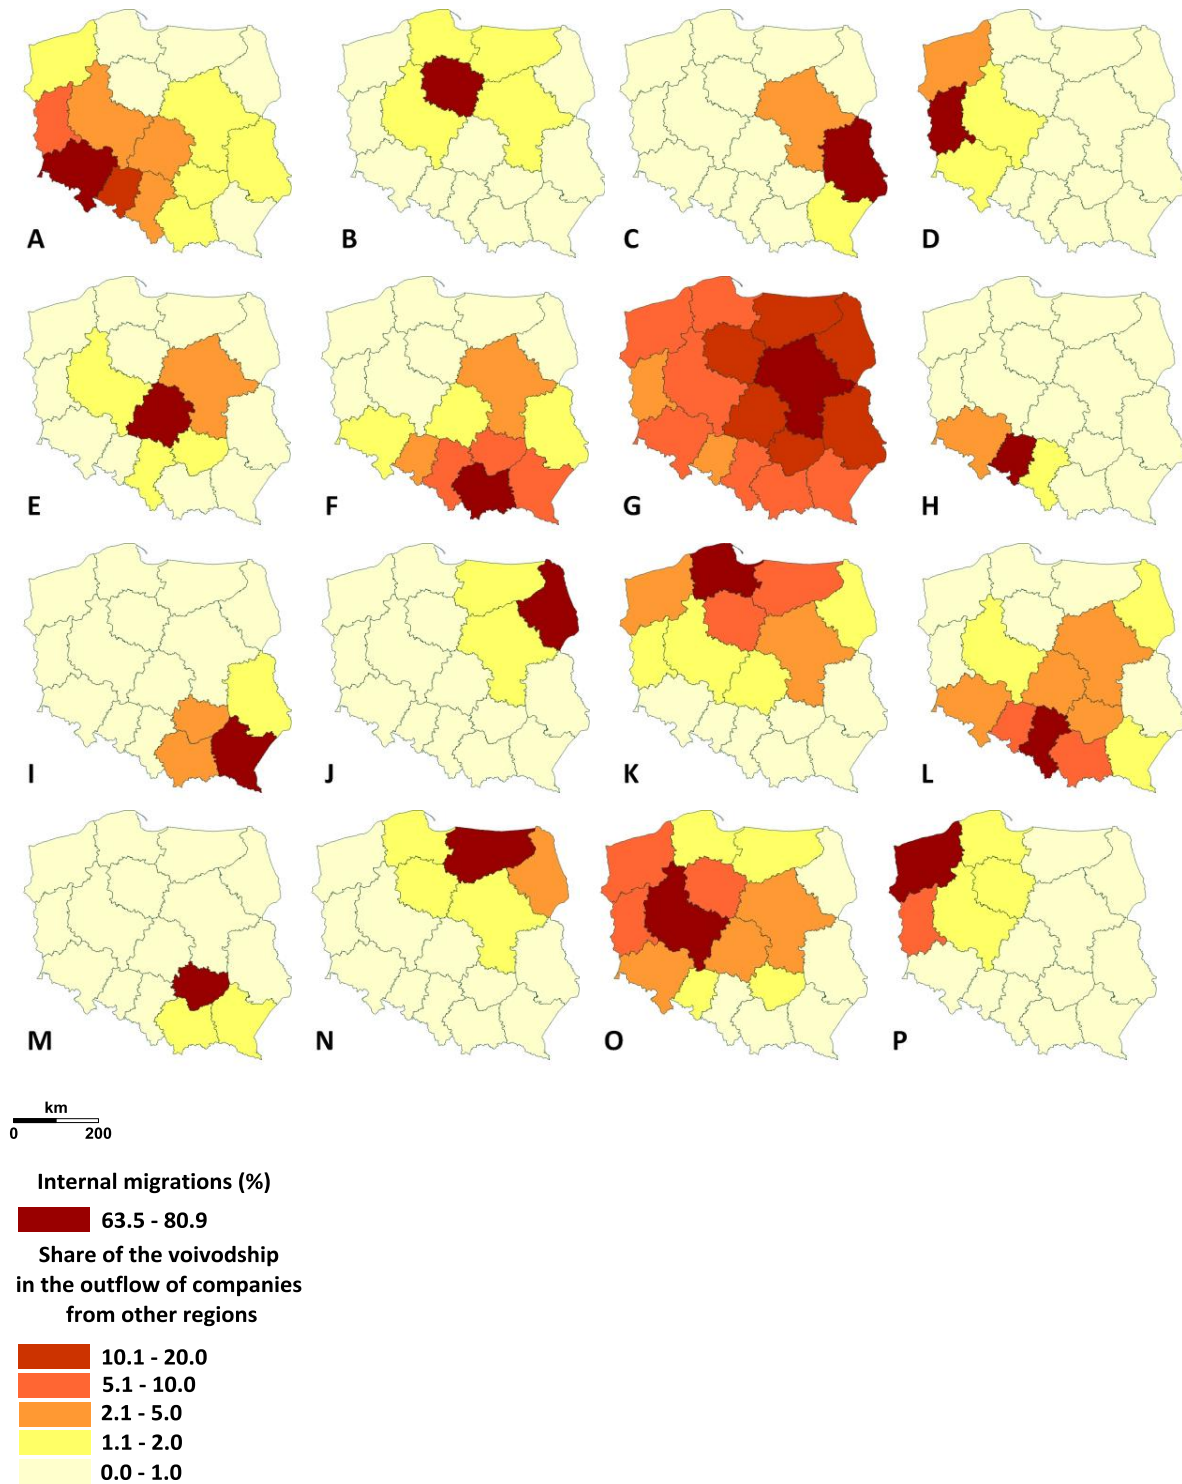 A
B
C
D
E
F
G
H
I
J
K
L
M
N
O
P
km
0 200
Internal migrations (%)
63.5 - 80.9
Share of the voivodship
in the outflow of companies
from other regions
10.1 - 20.0
5.1 - 10.0
2.1 - 5.0
1.1 - 2.0
0.0 - 1.0